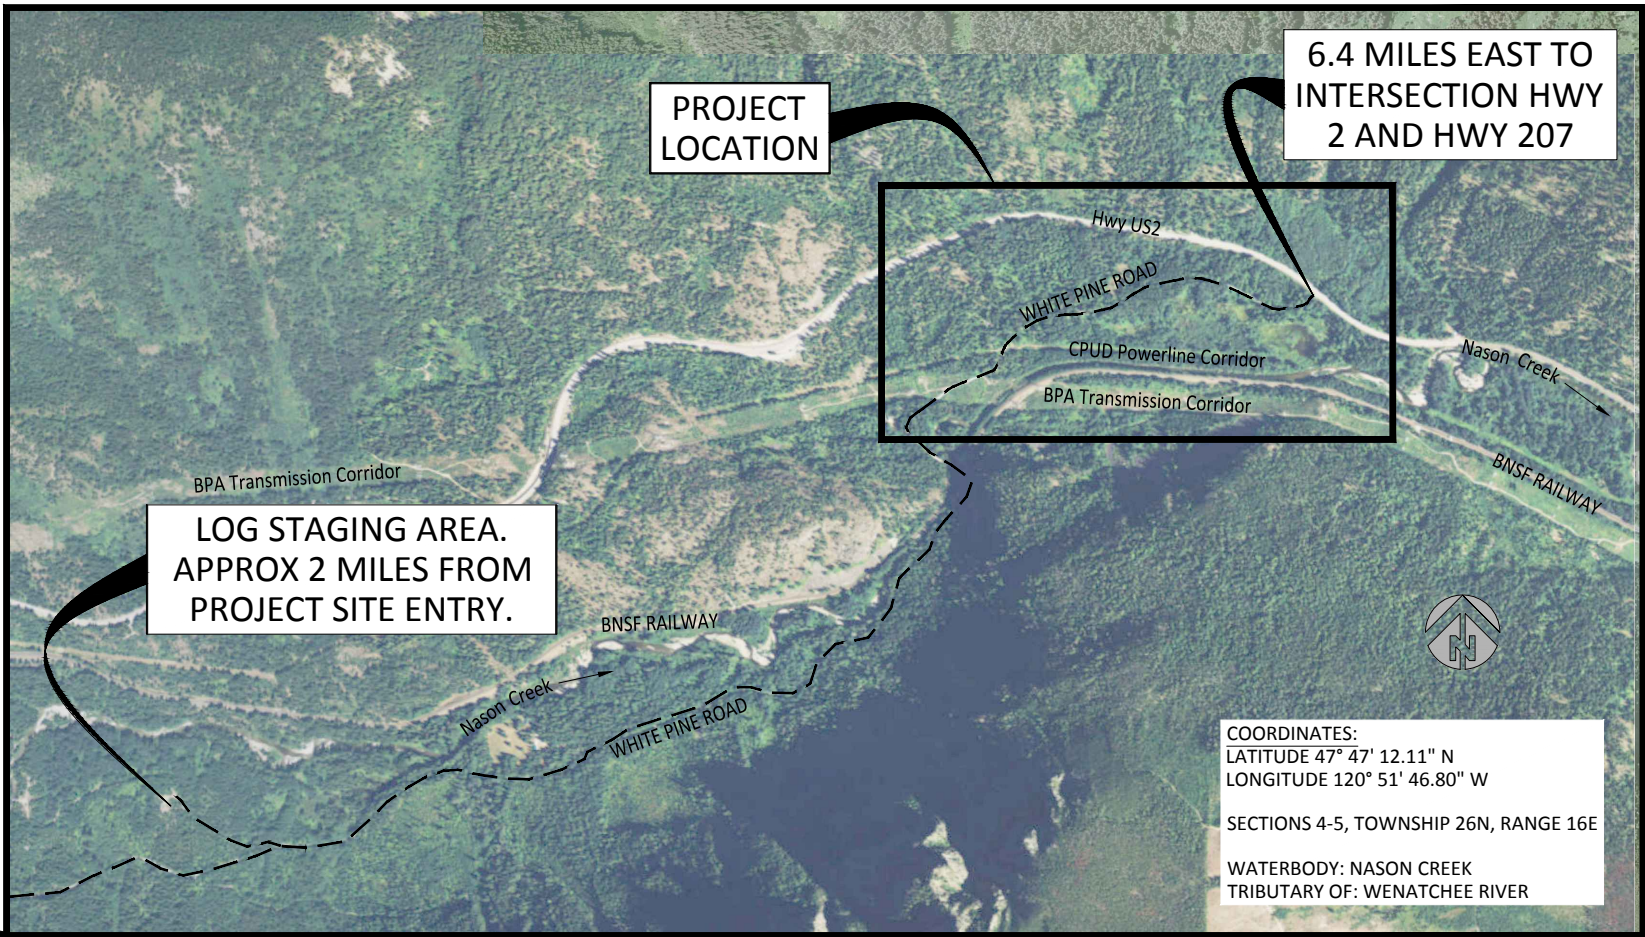 6.4 MILES EAST TO
INTERSECTION HWY
2 AND HWY 207
PROJECT
LOCATION
Hwy US2
WHITE PINE ROAD
CPUD Powerline Corridor
BPA Transmission Corridor
Nason Creek
BNSF RAILWAY
BPA Transmission Corridor
LOG STAGING AREA.
APPROX 2 MILES FROM
PROJECT SITE ENTRY.
BNSF RAILWAY
Nason Creek
WHITE PINE ROAD
N
COORDINATES:
LATITUDE 47° 47' 12.11" N
LONGITUDE 120° 51' 46.80" W
SECTIONS 4-5, TOWNSHIP 26N, RANGE 16E
WATERBODY: NASON CREEK
TRIBUTARY OF: WENATCHEE RIVER